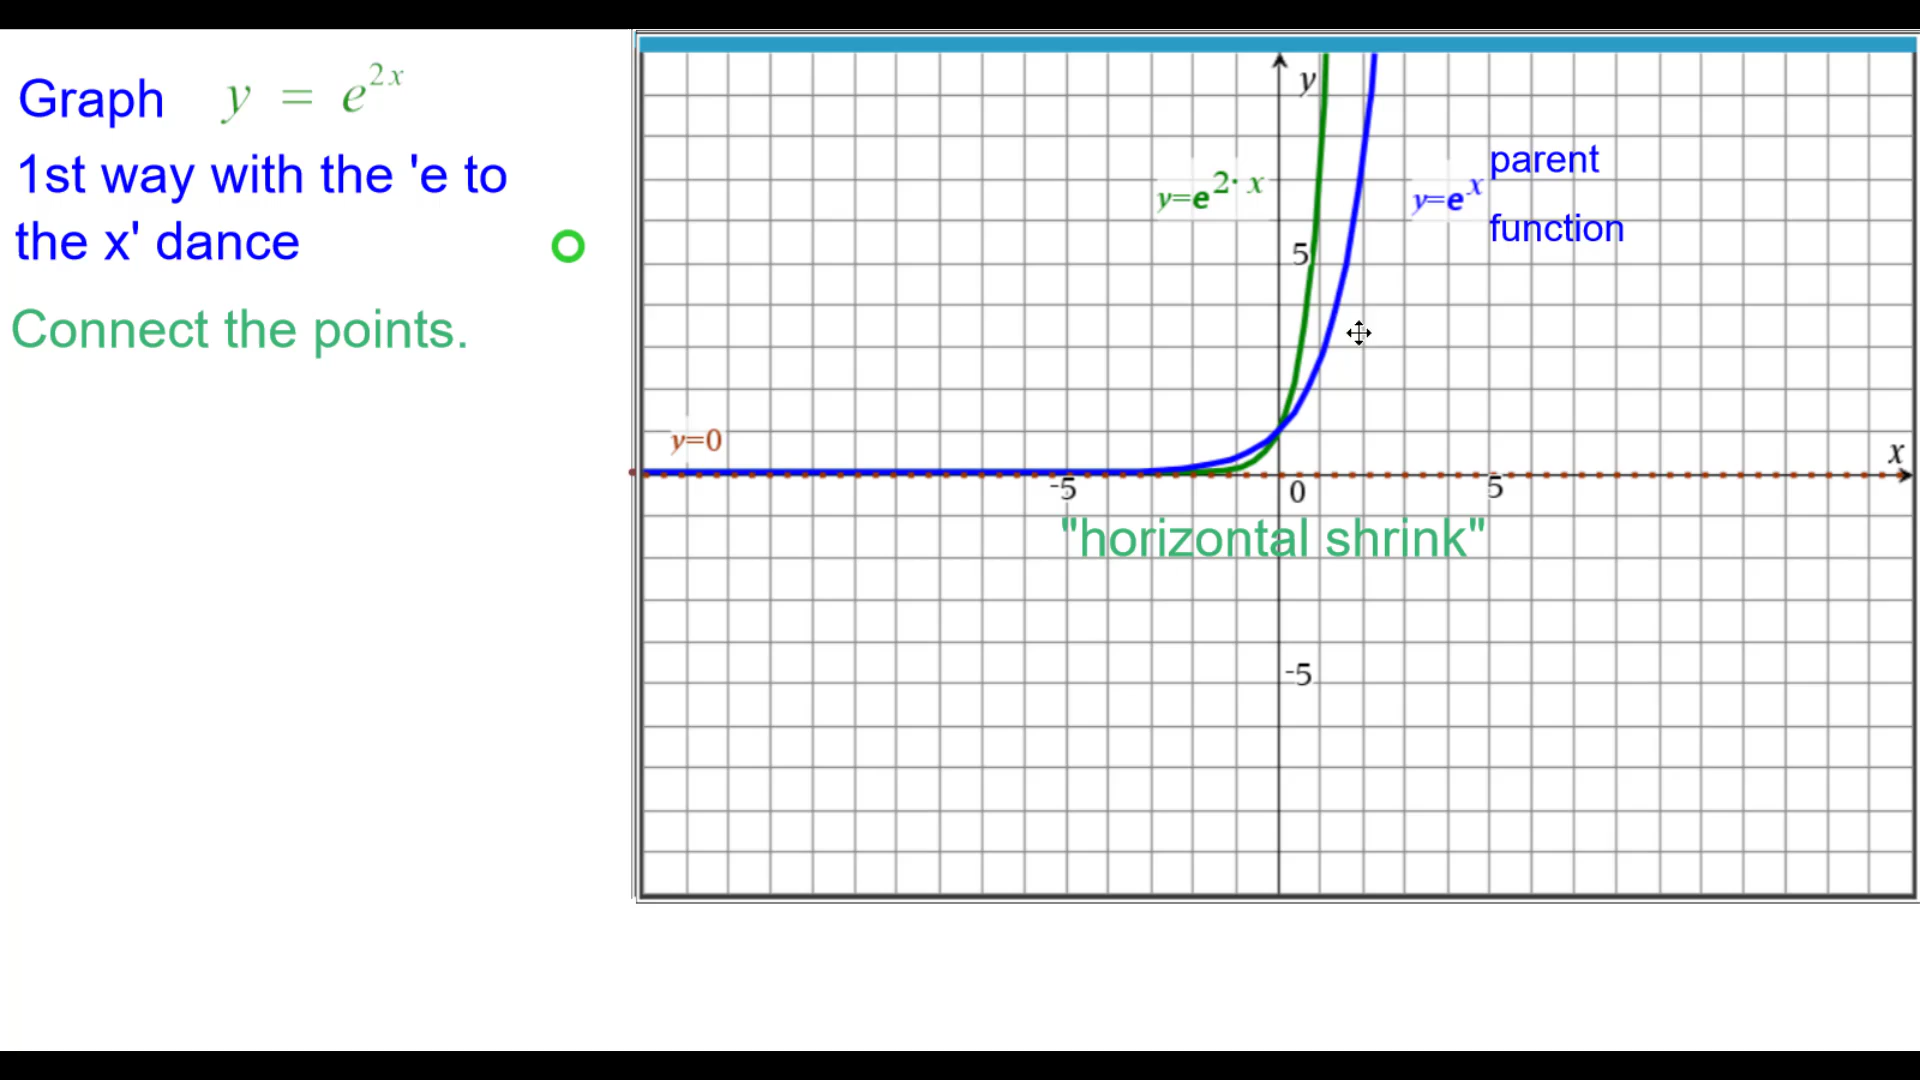 Graph y = e^{2x}
1st way with the 'e to
the x' dance
Connect the points.
y
y=e^{2· x}
y=e^x
parent
function
5
y=0
x
-5
0
5
"horizontal shrink"
-5